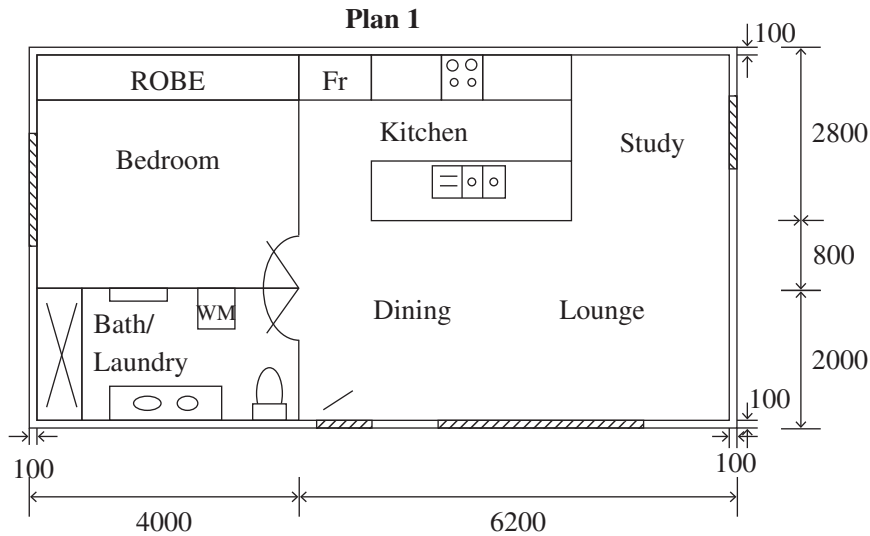 Plan 1
100
ROBE
Fr
Kitchen
Study
Bedroom
2800
800
WM
Bath/
Laundry
Dining
Lounge
2000
100
100
100
4000
6200